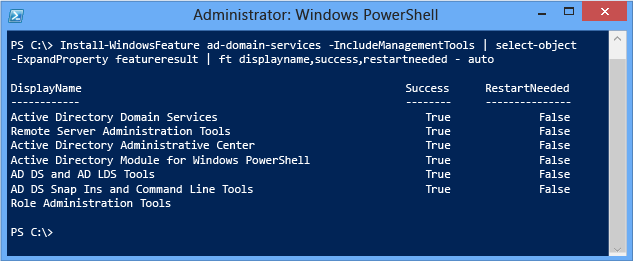 Administrator: Windows PowerShell
PS C:\> Install-WindowsFeature ad-domain-services -IncludeManagementTools | select-object
-ExpandProperty featureresult | ft displayname,success,restartneeded - auto
DisplayName Success RestartNeeded
------------ -------- ---------------
Active Directory Domain Services True False
Remote Server Administration Tools True False
Active Directory Administrative Center True False
Active Directory Module for Windows PowerShell True False
AD DS and AD LDS Tools True False
AD DS Snap Ins and Command Line Tools True False
Role Administration Tools
PS C:\>